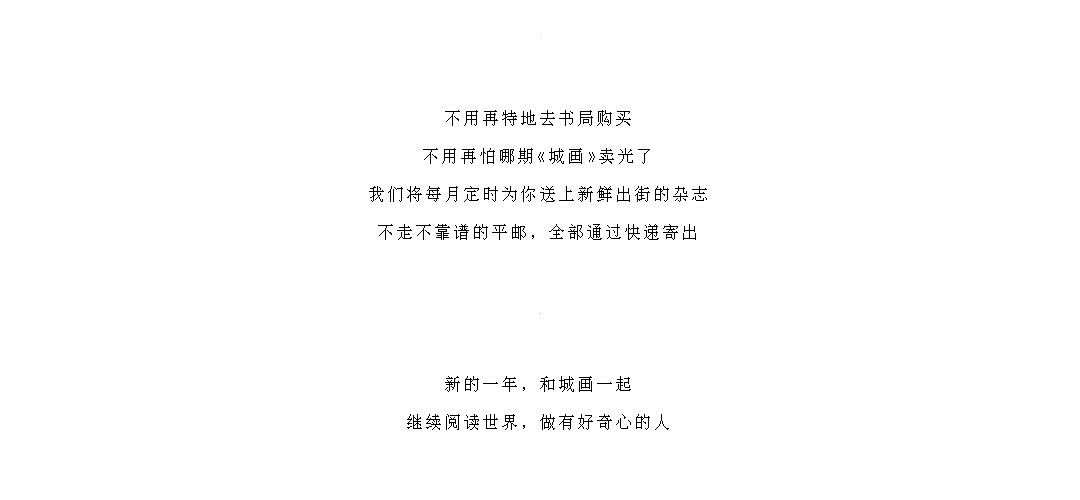 不用再特地去书局购买
不用再怕哪期《城画》卖光了
我们将每月定时为你送上新鲜出街的杂志
不走不靠谱的平邮，全部通过快递寄出
新的一年，和城画一起
继续阅读世界，做有好奇心的人